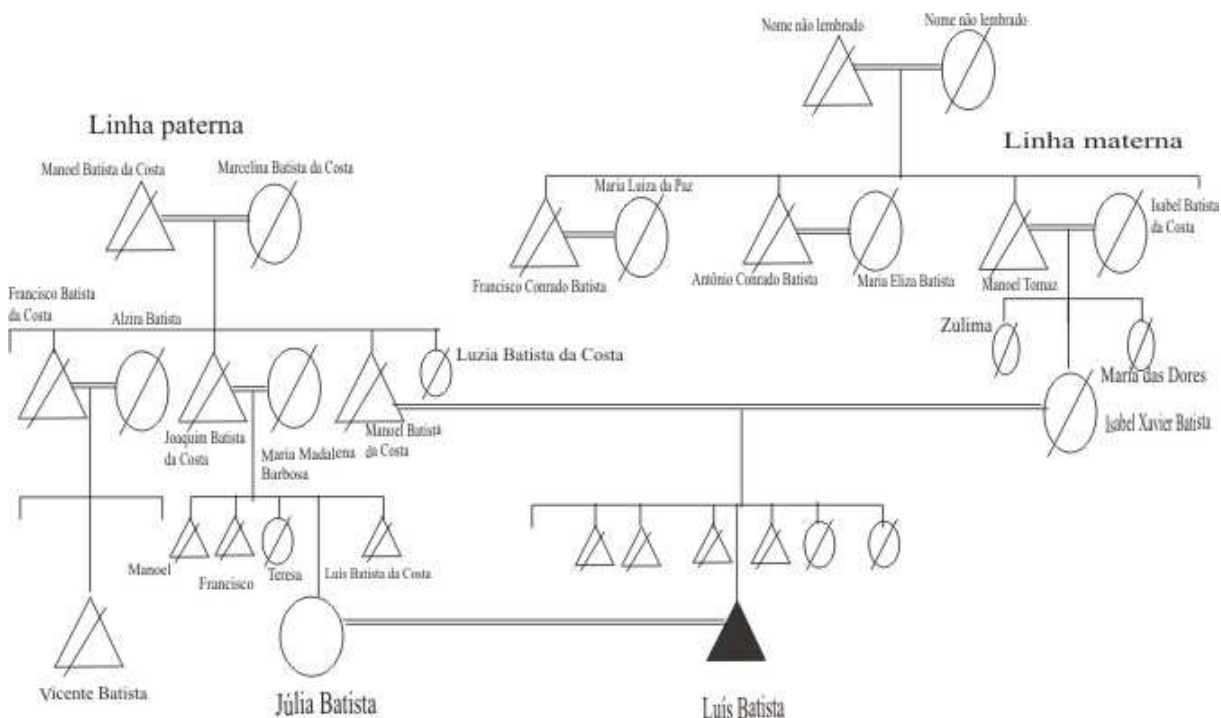 Nome não lembrado
Nome não lembrado
Linha paterna
Linha materna
Manoel Batista da Costa
Marcelina Batista da Costa
Maria Luiza da Paz
Isabel Batista
da Costa
Francisco Conrado Batista
Antônio Conrado Batista
Maria Eliza Batista
Manoel Tomaz
Francisco Batista
da Costa
Alzira Batista
Luzia Batista da Costa
Zulima
Maria das Dores
Joaquim Batista
da Costa
Maria Madalena
Barbosa
Manoel Batista
da Costa
Isabel Xavier Batista
Manoel
Francisco
Teresa
Luís Batista da Costa
Vicente Batista
Júlia Batista
Luís Batista